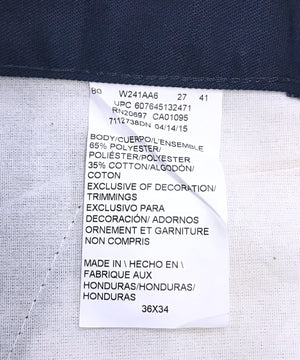 B0 W241AA6 27 41
UPC 607645132471
RN20697 CA01095
7112738DN 04/14/15
BODY/CUERPO/L'ENSEMBLE
65% POLYESTER/
POLIÉSTER/POLYESTER
35% COTTON/ALGODÓN/
COTON
EXCLUSIVE OF DECORATION/
TRIMMINGS
EXCLUSIVO PARA
DECORACIÓN/ ADORNOS
ORNEMENT ET GARNITURE
NON COMPRIS
MADE IN \ HECHO EN \
FABRIQUE AUX
HONDURAS/HONDURAS/
HONDURAS
36X34